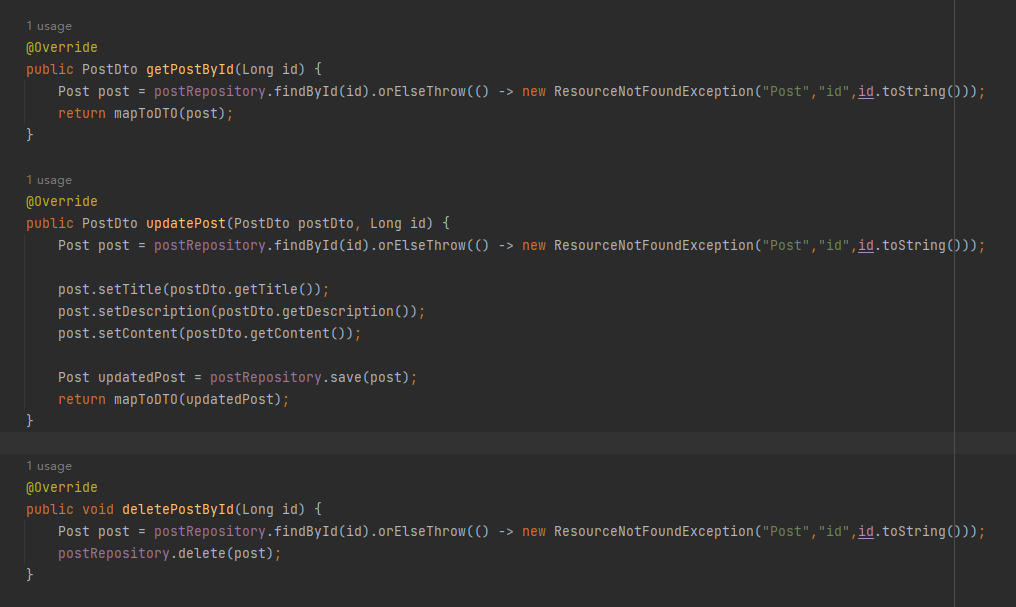 1 usage
@Override
public PostDto getPostById(Long id) {
    Post post = postRepository.findById(id).orElseThrow(() -> new ResourceNotFoundException("Post","id",id.toString()));
    return mapToDTO(post);
}
1 usage
@Override
public PostDto updatePost(PostDto postDto, Long id) {
    Post post = postRepository.findById(id).orElseThrow(() -> new ResourceNotFoundException("Post","id",id.toString()));
    post.setTitle(postDto.getTitle());
    post.setDescription(postDto.getDescription());
    post.setContent(postDto.getContent());
    Post updatedPost = postRepository.save(post);
    return mapToDTO(updatedPost);
}
1 usage
@Override
public void deletePostById(Long id) {
    Post post = postRepository.findById(id).orElseThrow(() -> new ResourceNotFoundException("Post","id",id.toString()));
    postRepository.delete(post);
}